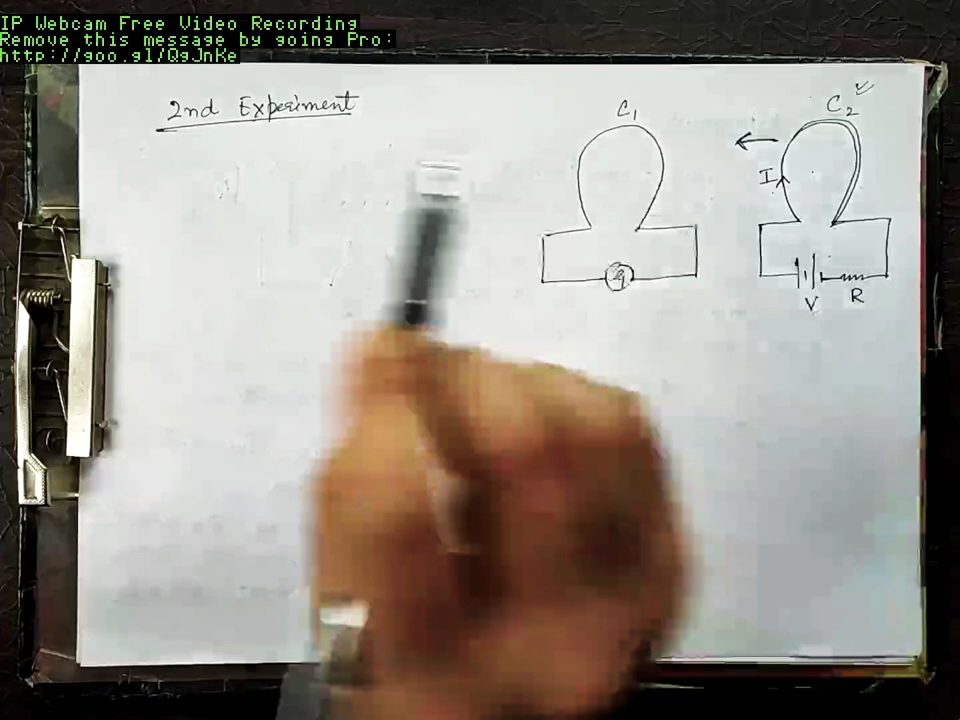 IP Webcam Free Video Recording
Remove this message by going Pro:
http://goo.gl/QgJnKe
2nd Experiment
C1
C2
I
V
R